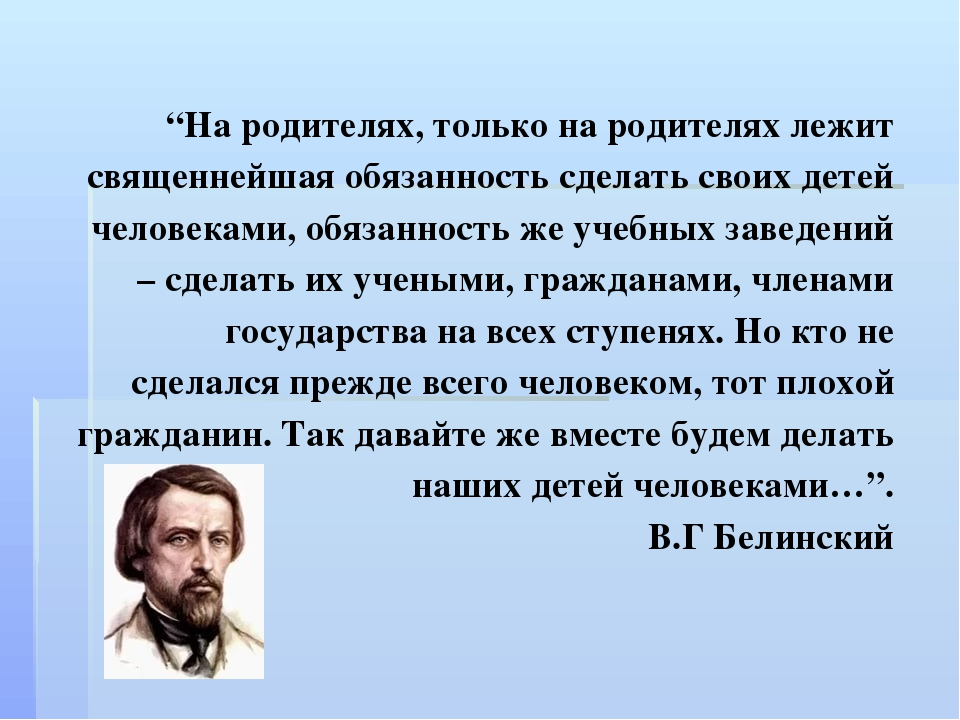 “На родителях, только на родителях лежит
священнейшая обязанность сделать своих детей
человеками, обязанность же учебных заведений
– сделать их учеными, гражданами, членами
государства на всех ступенях. Но кто не
сделался прежде всего человеком, тот плохой
гражданин. Так давайте же вместе будем делать
наших детей человеками…”.
В.Г Белинский